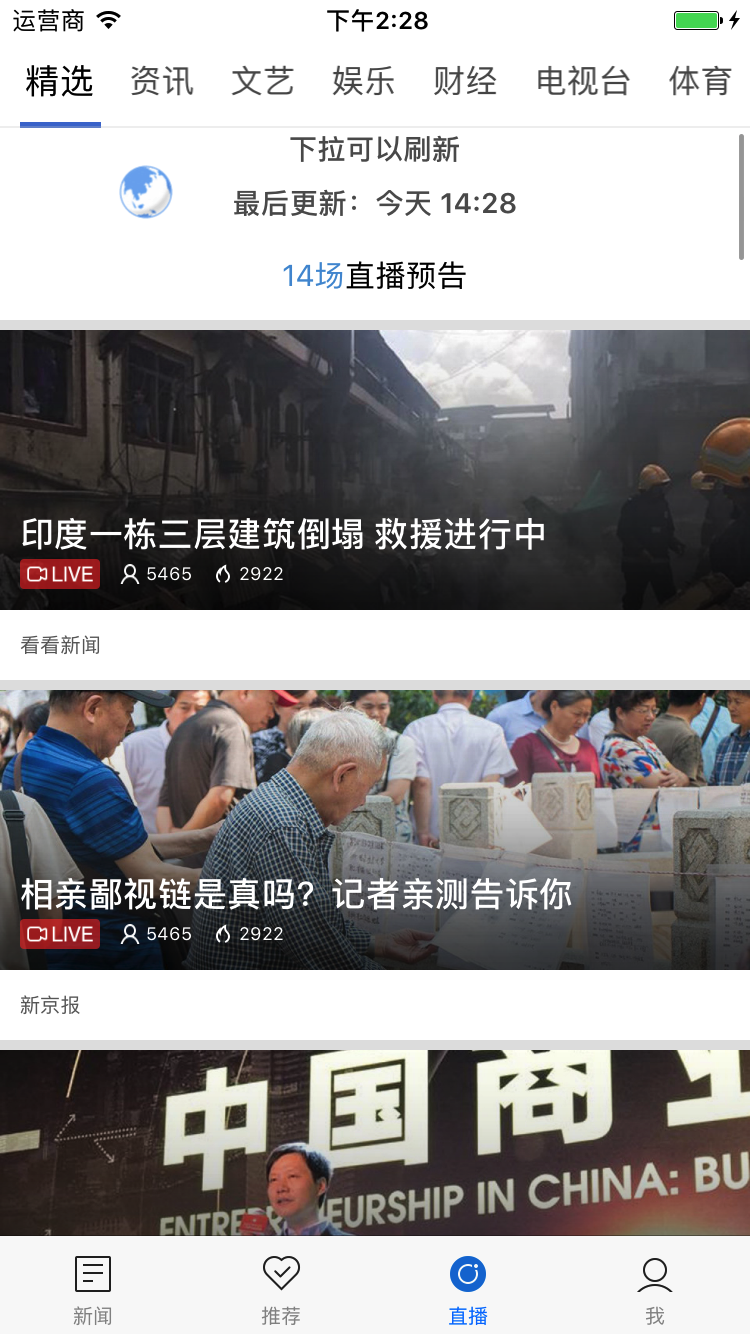 运营商 下午2:28
精选 资讯 文艺 娱乐 财经 电视台 体育
下拉可以刷新
最后更新：今天 14:28
14场直播预告
印度一栋三层建筑倒塌 救援进行中
LIVE 5465 2922
看看新闻
相亲鄙视链是真吗？记者亲测告诉你
LIVE 5465 2922
新京报
中国商业
ENTREPRENEURSHIP IN CHINA: BU
新闻 推荐 直播 我